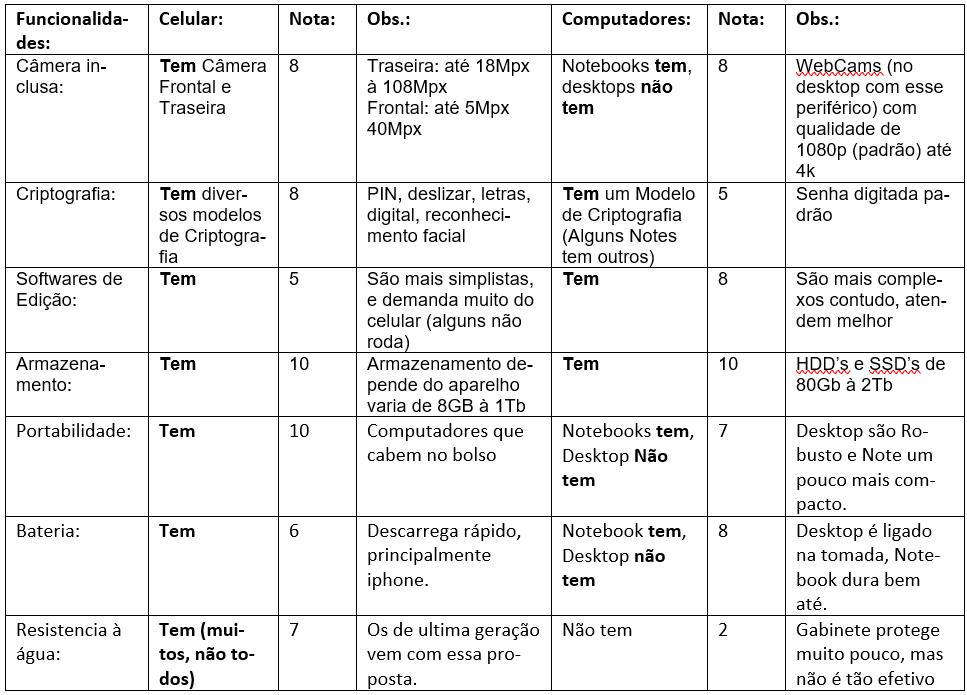 Funcionalida-
des:
Celular:
Nota:
Obs.:
Computadores:
Nota:
Obs.:
Câmera in-
clusa:
Tem Câmera
Frontal e
Traseira
8
Traseira: até 18Mpx
à 108Mpx
Frontal: até 5Mpx
40Mpx
Notebooks tem,
desktops não
tem
8
WebCams (no
desktop com esse
periférico) com
qualidade de
1080p (padrão) até
4k
Criptografia:
Tem diver-
sos modelos
de Criptogra-
fia
8
PIN, deslizar, letras,
digital, reconheci-
mento facial
Tem um Modelo
de Criptografia
(Alguns Notes
tem outros)
5
Senha digitada pa-
drão
Softwares de
Edição:
Tem
5
São mais simplistas,
e demanda muito do
celular (alguns não
roda)
Tem
8
São mais comple-
xos contudo, aten-
dem melhor
Armazena-
mento:
Tem
10
Armazenamento de-
pende do aparelho
varia de 8GB à 1Tb
Tem
10
HDD's e SSD's de
80Gb à 2Tb
Portabilidade:
Tem
10
Computadores que
cabem no bolso
Notebooks tem,
Desktop Não
tem
7
Desktop são Ro-
busto e Note um
pouco mais com-
pacto.
Bateria:
Tem
6
Descarrega rápido,
principalmente
iphone.
Notebook tem,
Desktop não
tem
8
Desktop é ligado
na tomada, Note-
book dura bem
até.
Resistencia à
água:
Tem (mui-
tos, não to-
dos)
7
Os de ultima geração
vem com essa pro-
posta.
Não tem
2
Gabinete protege
muito pouco, mas
não é tão efetivo